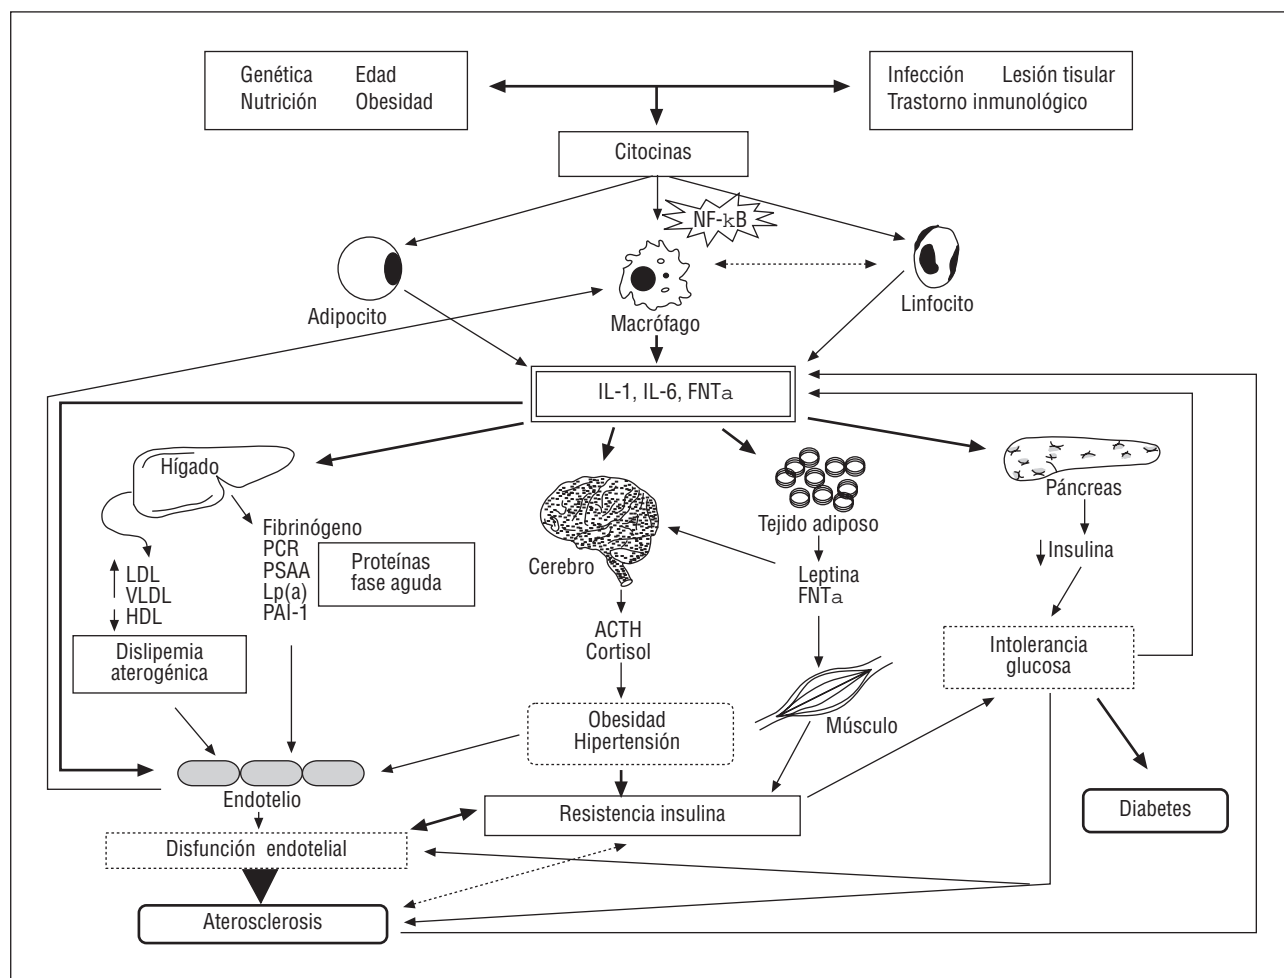 Genética Edad
Nutrición Obesidad
Infección Lesión tisular
Trastorno inmunológico
Citocinas
NF-kB
Adipocito
Macrófago
Linfocito
IL-1, IL-6, FNTa
Hígado
Fibrinógeno
PCR
PSAA
Lp(a)
PAI-1
Proteínas
fase aguda
LDL
VLDL
HDL
Dislipemia
aterogénica
Cerebro
ACTH
Cortisol
Obesidad
Hipertensión
Tejido adiposo
Leptina
FNTa
Músculo
Páncreas
Insulina
Intolerancia
glucosa
Diabetes
Endotelio
Resistencia insulina
Disfunción endotelial
Aterosclerosis